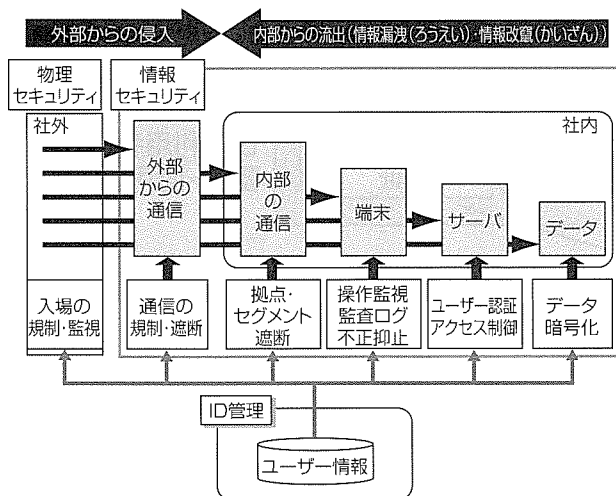 外部からの侵入
内部からの流出(情報漏洩(ろうえい)・情報改竄(かいざん))
物理
セキュリティ
情報
セキュリティ
社外
社内
外部
からの
通信
内部
の
通信
端末
サーバ
データ
入場の
規制・監視
通信の
規制・遮断
拠点・
セグメント
遮断
操作監視
監査ログ
不正抑止
ユーザー認証
アクセス制御
データ
暗号化
ID管理
ユーザー情報